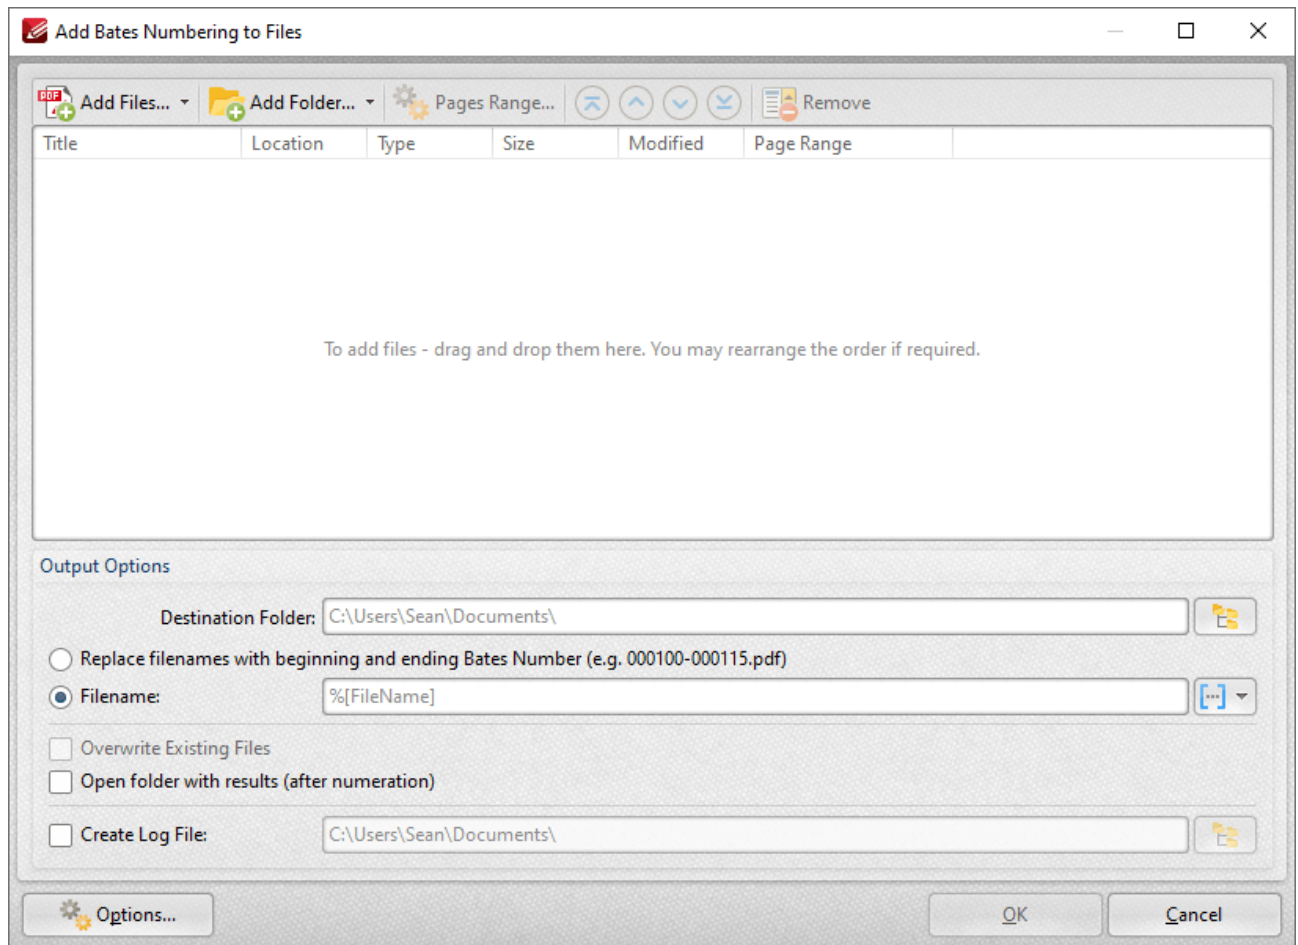 Add Bates Numbering to Files
PDF Add Files... Add Folder... Pages Range... Remove
Title Location Type Size Modified Page Range
To add files - drag and drop them here. You may rearrange the order if required.
Output Options
Destination Folder: C:\Users\Sean\Documents\
Replace filenames with beginning and ending Bates Number (e.g. 000100-000115.pdf)
Filename: %[FileName]
Overwrite Existing Files
Open folder with results (after numeration)
Create Log File: C:\Users\Sean\Documents\
Options... OK Cancel